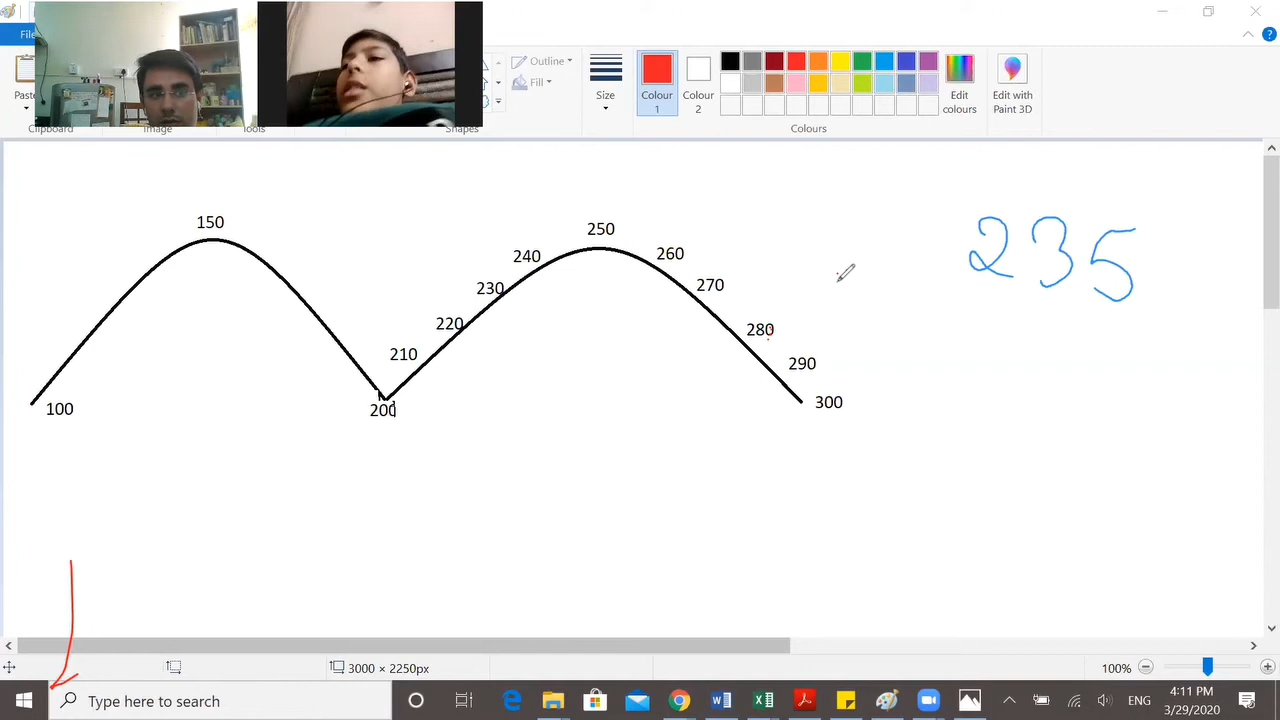 File
Paste
Clipboard
Image
Tools
Shapes
Outline
Fill
Size
Colour 1
Colour 2
Edit colours
Edit with Paint 3D
Colours
150
250
240
260
230
270
220
280
210
290
100
200
300
235
3000 × 2250px
100%
Type here to search
ENG
4:11 PM
3/29/2020